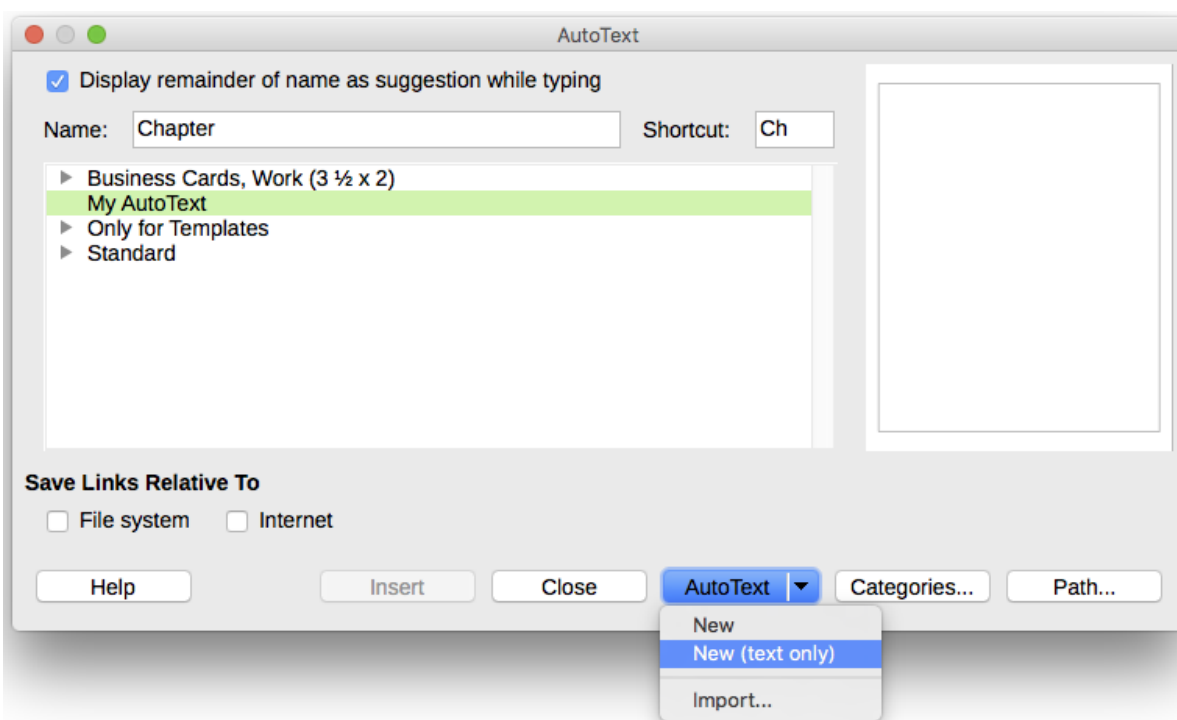 AutoText
Display remainder of name as suggestion while typing
Name: Chapter Shortcut: Ch
Business Cards, Work (3 ½ x 2)
My AutoText
Only for Templates
Standard
Save Links Relative To
File system Internet
Help Insert Close AutoText Categories... Path...
New
New (text only)
Import...